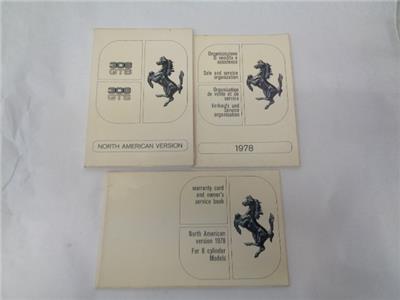 308
GTB
308
GTS
NORTH AMERICAN VERSION
Organizzazione
di vendita e
assistenza
Sale and service
organization
Organisation
de vente et de
service
Verkaufs und
Service
organisation
1978
warranty card
and owner's
service book
North American
version 1978
For 8 cylinder
Models